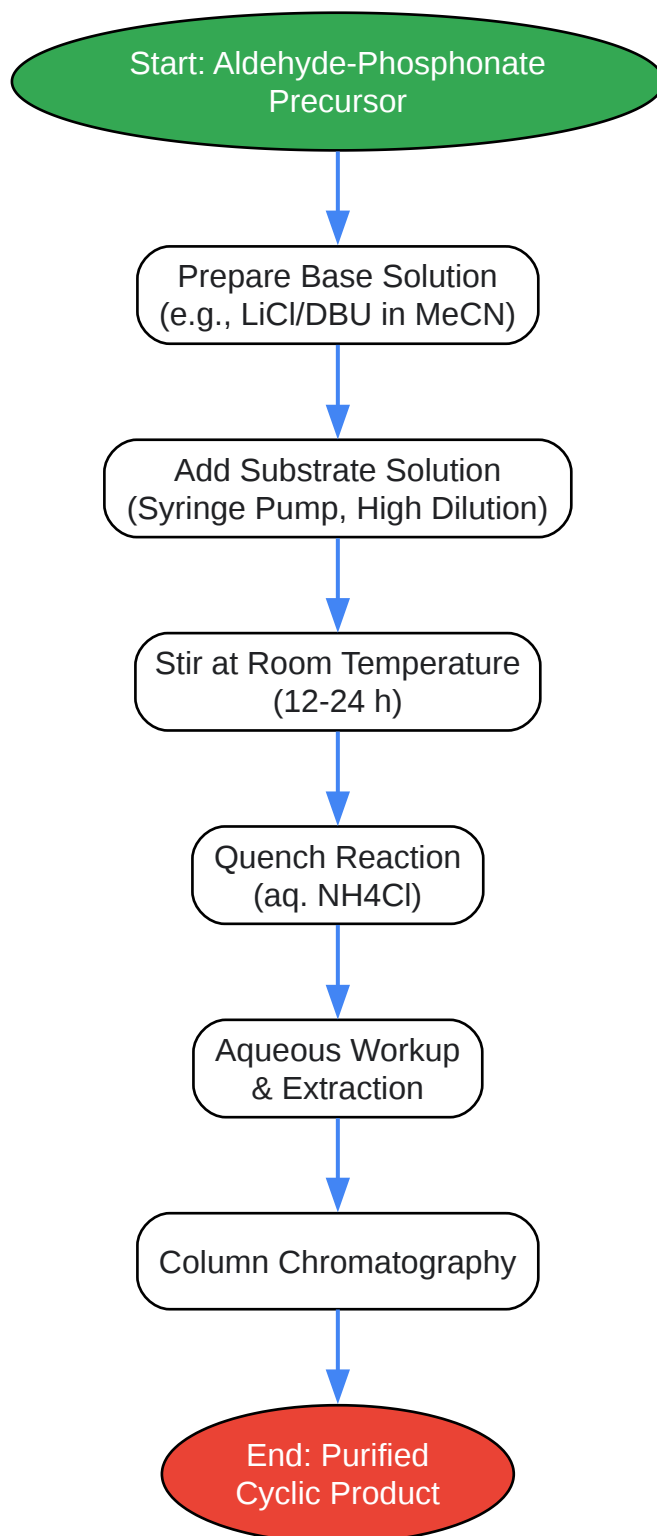 Start: Aldehyde-Phosphonate
Precursor
Prepare Base Solution
(e.g., LiCl/DBU in MeCN)
Add Substrate Solution
(Syringe Pump, High Dilution)
Stir at Room Temperature
(12-24 h)
Quench Reaction
(aq. NH4Cl)
Aqueous Workup
& Extraction
Column Chromatography
End: Purified
Cyclic Product